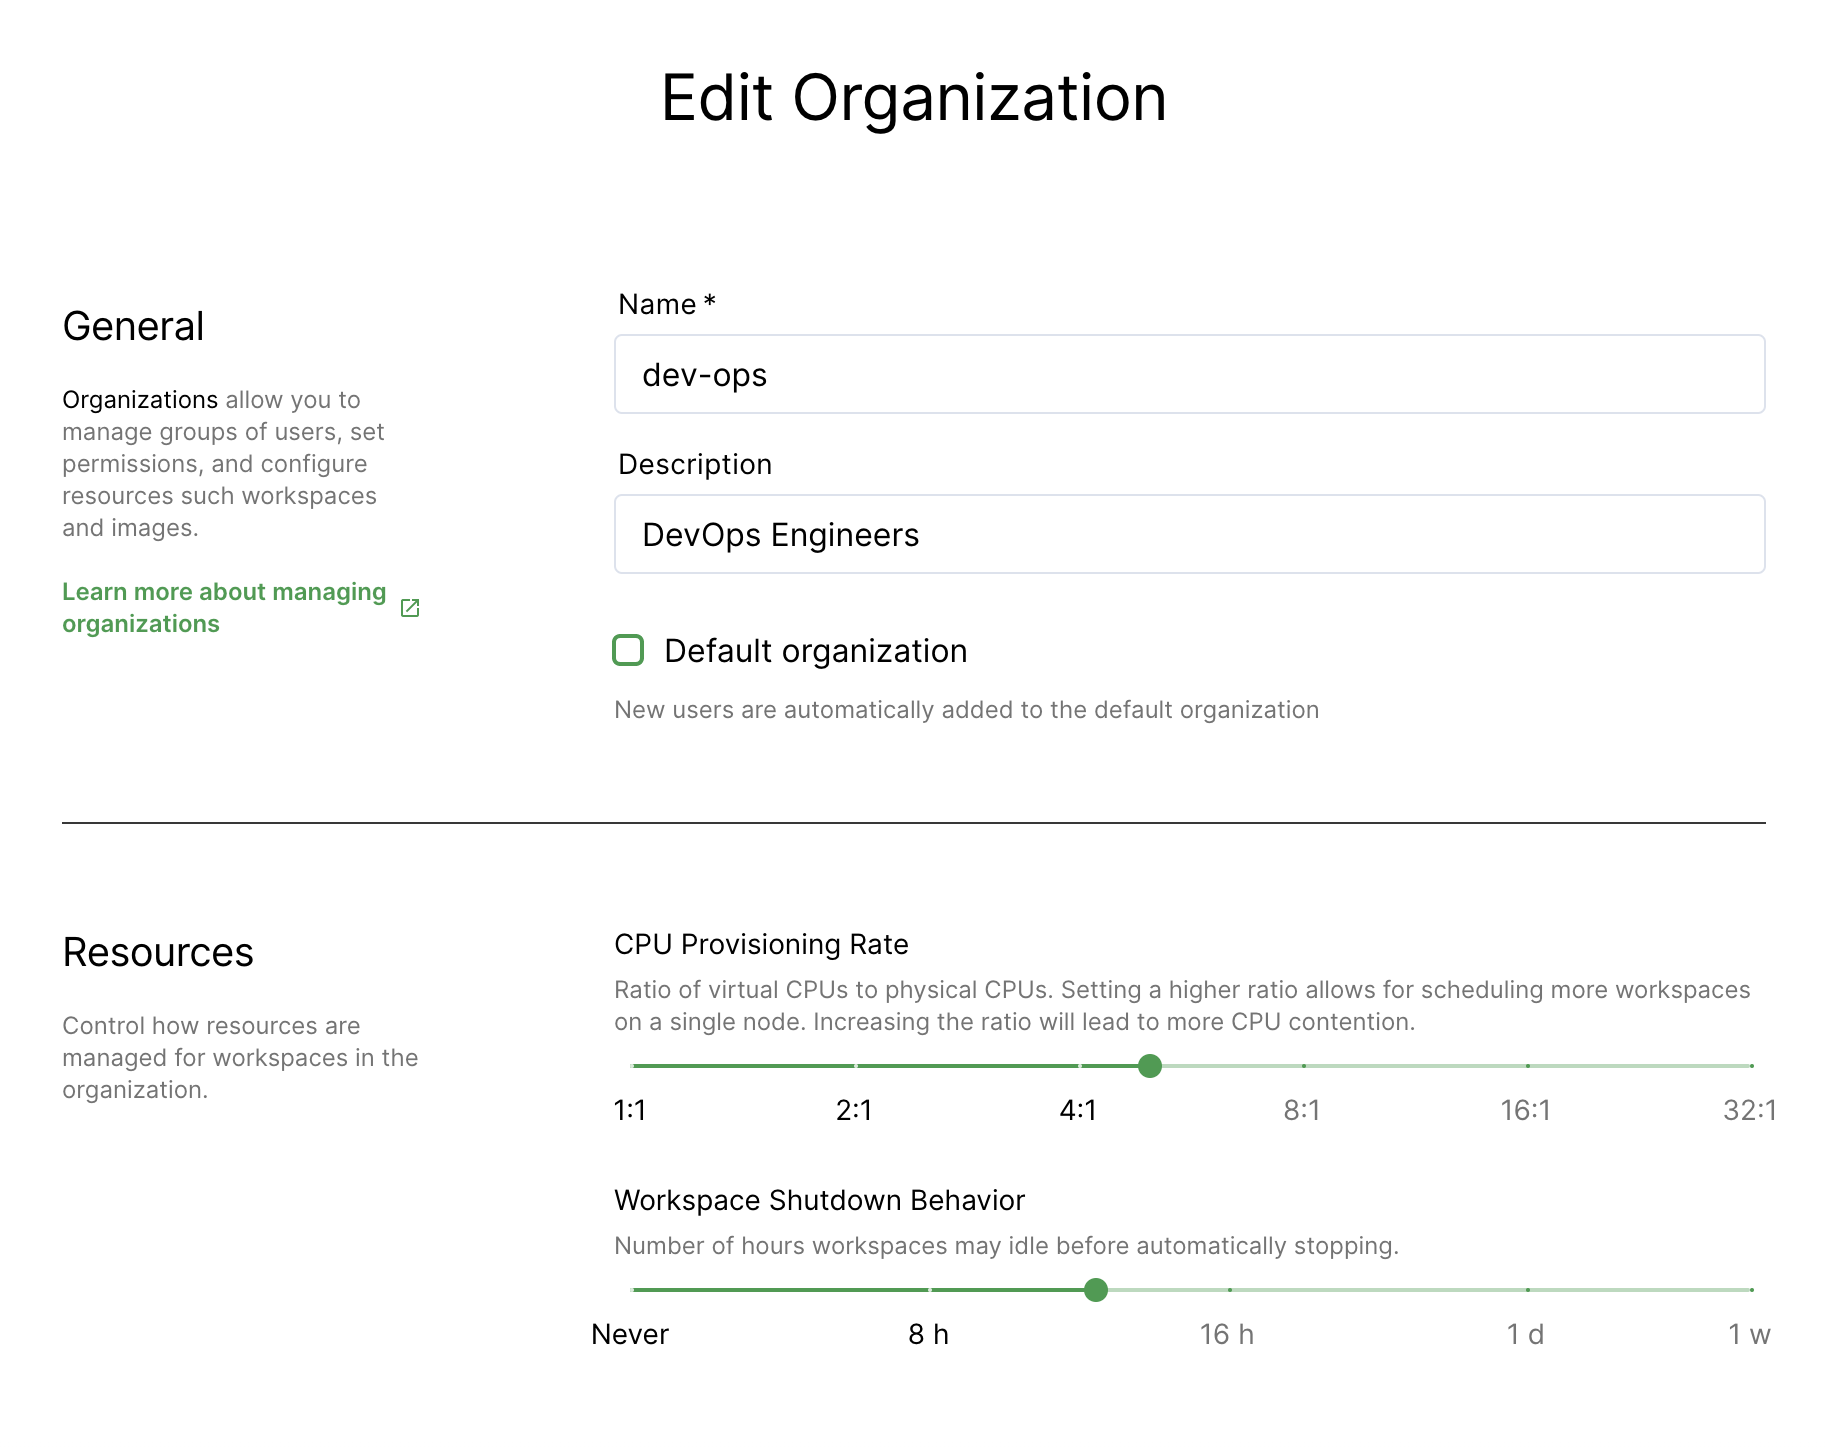 Edit Organization
General
Organizations allow you to
manage groups of users, set
permissions, and configure
resources such workspaces
and images.
Learn more about managing
organizations
Name *
dev-ops
Description
DevOps Engineers
Default organization
New users are automatically added to the default organization
Resources
Control how resources are
managed for workspaces in the
organization.
CPU Provisioning Rate
Ratio of virtual CPUs to physical CPUs. Setting a higher ratio allows for scheduling more workspaces
on a single node. Increasing the ratio will lead to more CPU contention.
1:1 2:1 4:1 8:1 16:1 32:1
Workspace Shutdown Behavior
Number of hours workspaces may idle before automatically stopping.
Never 8 h 16 h 1 d 1 w